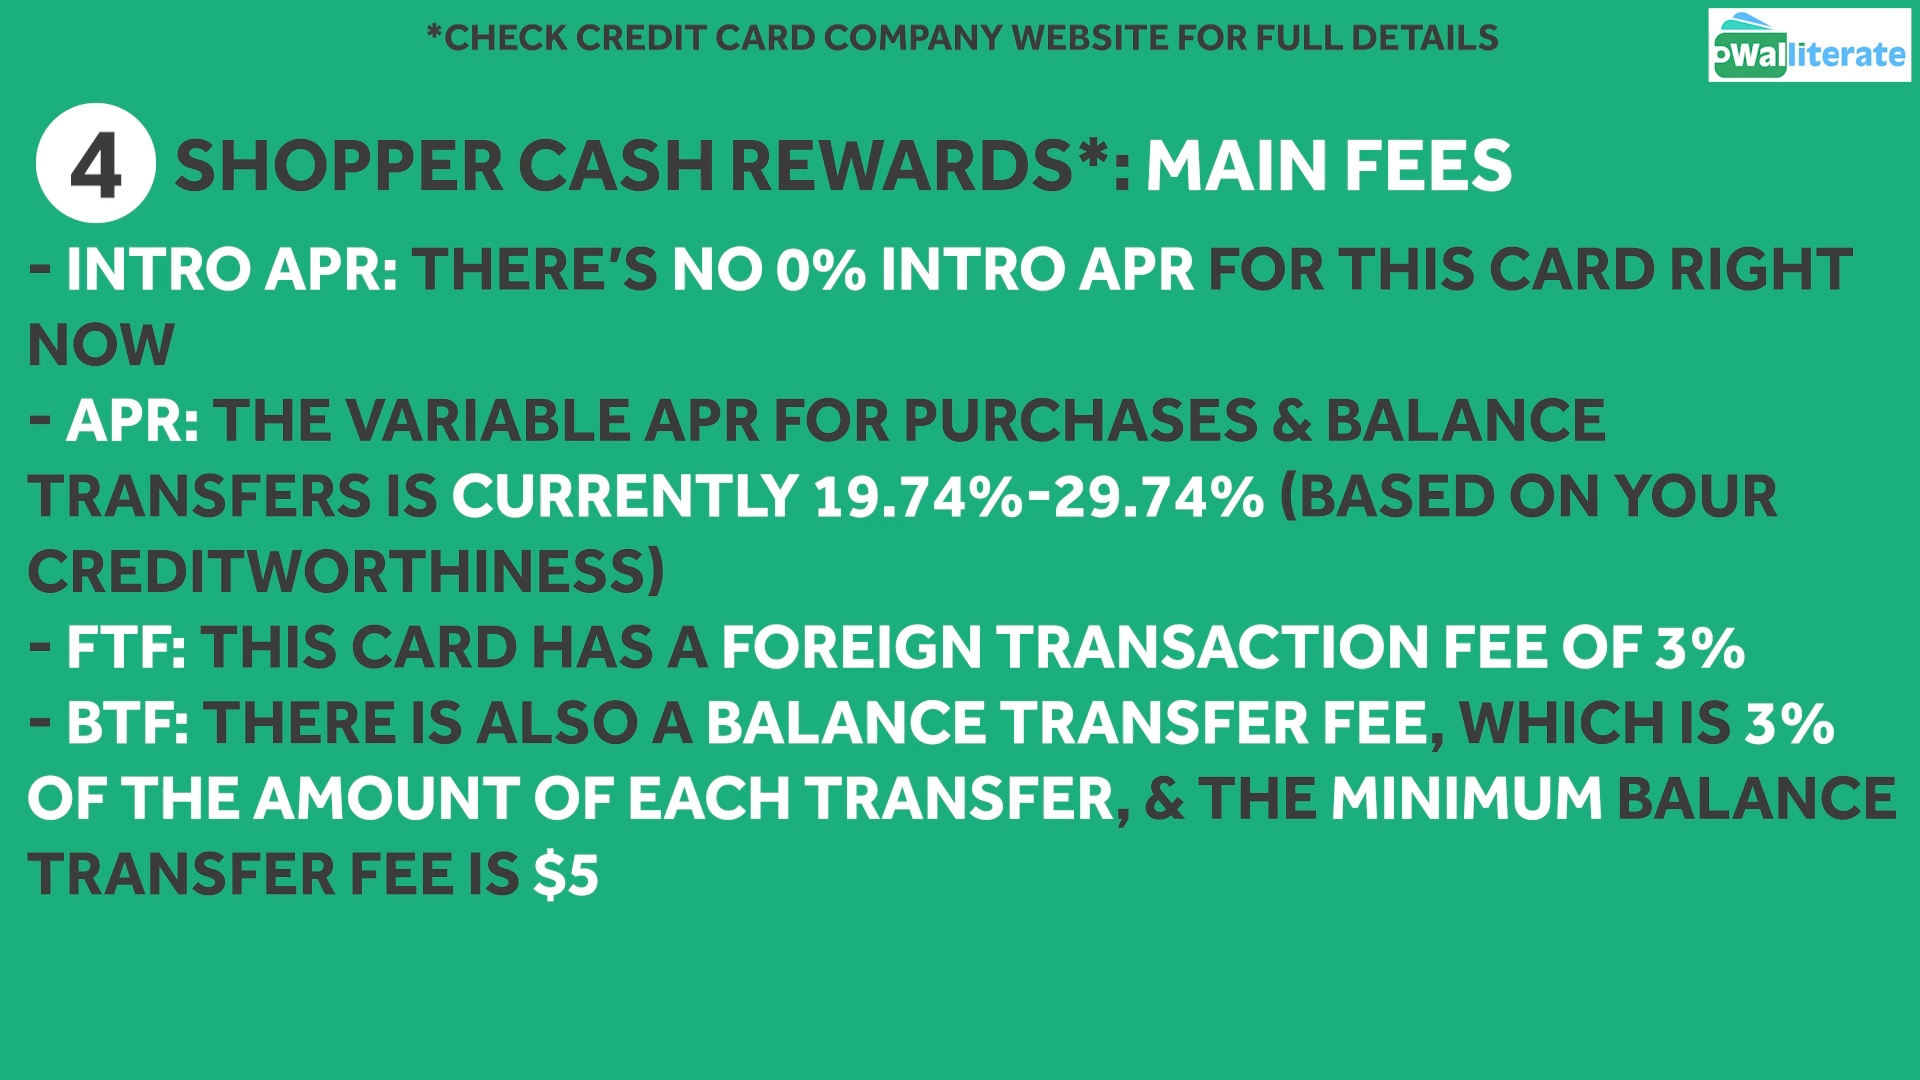 *CHECK CREDIT CARD COMPANY WEBSITE FOR FULL DETAILS
Walliterate
4 SHOPPER CASH REWARDS*: MAIN FEES
- INTRO APR: THERE'S NO 0% INTRO APR FOR THIS CARD RIGHT
NOW
- APR: THE VARIABLE APR FOR PURCHASES & BALANCE
TRANSFERS IS CURRENTLY 19.74%-29.74% (BASED ON YOUR
CREDITWORTHINESS)
- FTF: THIS CARD HAS A FOREIGN TRANSACTION FEE OF 3%
- BTF: THERE IS ALSO A BALANCE TRANSFER FEE, WHICH IS 3%
OF THE AMOUNT OF EACH TRANSFER, & THE MINIMUM BALANCE
TRANSFER FEE IS $5